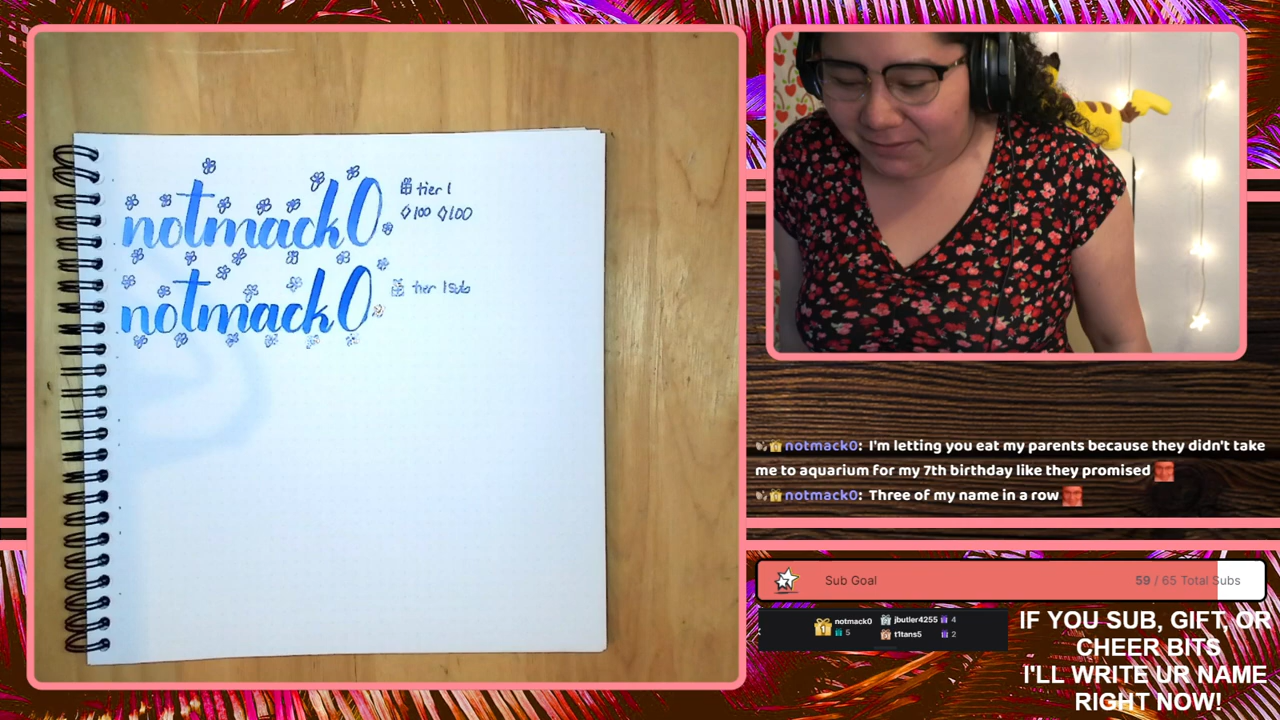 notmack0
tier 1
100 100
notmack0
tier 1 sub
notmack0: I'm letting you eat my parents because they didn't take
me to aquarium for my 7th birthday like they promised
notmack0: Three of my name in a row
Sub Goal
59 / 65 Total Subs
1
notmack0
5
jbutler4255 4
t1tans5 2
IF YOU SUB, GIFT, OR
CHEER BITS
I'LL WRITE UR NAME
RIGHT NOW!